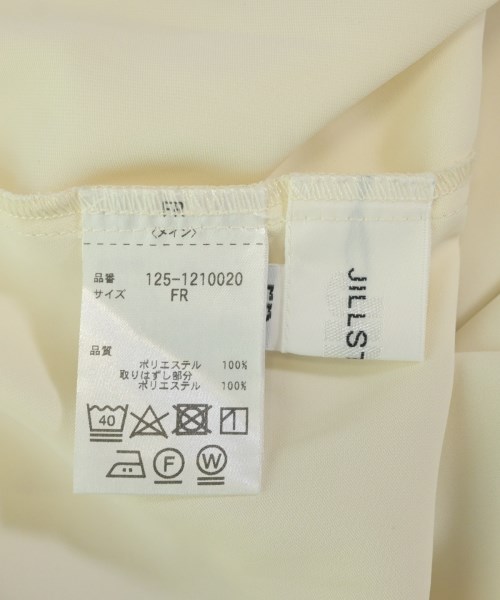 FR
〈メイン〉
品番 125-1210020
サイズ FR
品質
ポリエステル 100%
取りはずし部分
ポリエステル 100%
40
F W
JILLST